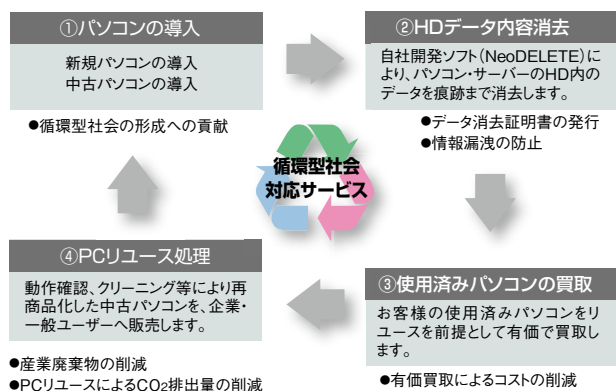 ①パソコンの導入
新規パソコンの導入
中古パソコンの導入
●循環型社会の形成への貢献
②HDデータ内容消去
自社開発ソフト（NeoDELETE）に
より、パソコン・サーバーのHD内の
データを痕跡まで消去します。
●データ消去証明書の発行
●情報漏洩の防止
循環型社会
対応サービス
③使用済みパソコンの買取
お客様の使用済みパソコンをリ
ユースを前提として有価で買取し
ます。
●有価買取によるコストの削減
④PCリユース処理
動作確認、クリーニング等により再
商品化した中古パソコンを、企業・
一般ユーザーへ販売します。
●産業廃棄物の削減
●PCリユースによるCO₂排出量の削減